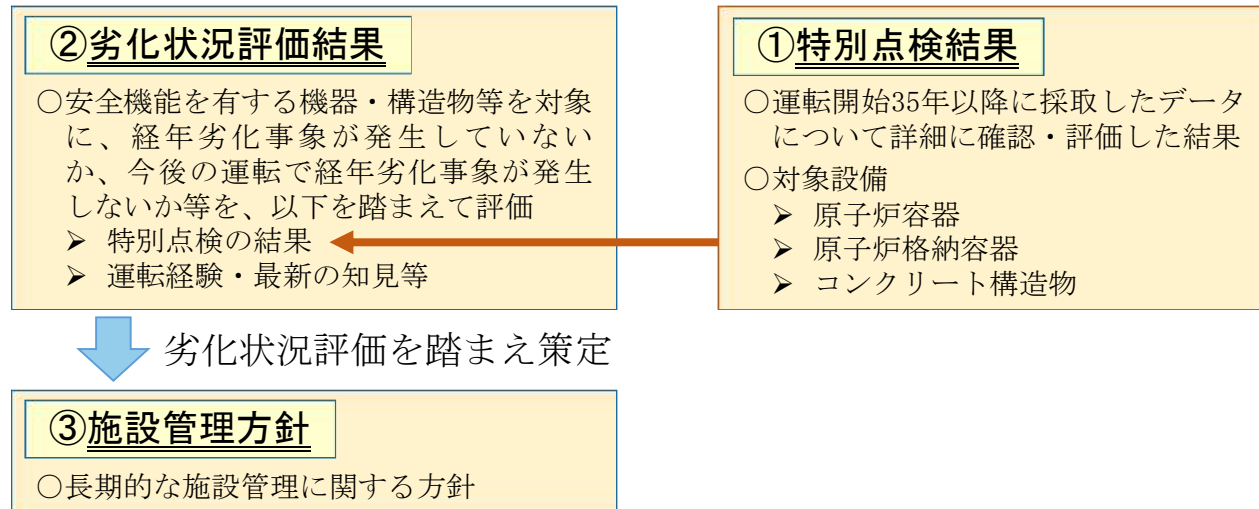 ②劣化状況評価結果
○安全機能を有する機器・構造物等を対象
に、経年劣化事象が発生していない
か、今後の運転で経年劣化事象が発生
しないか等を、以下を踏まえて評価
➢ 特別点検の結果
➢ 運転経験・最新の知見等
①特別点検結果
○運転開始35年以降に採取したデータ
について詳細に確認・評価した結果
○対象設備
➢ 原子炉容器
➢ 原子炉格納容器
➢ コンクリート構造物
劣化状況評価を踏まえ策定
③施設管理方針
○長期的な施設管理に関する方針